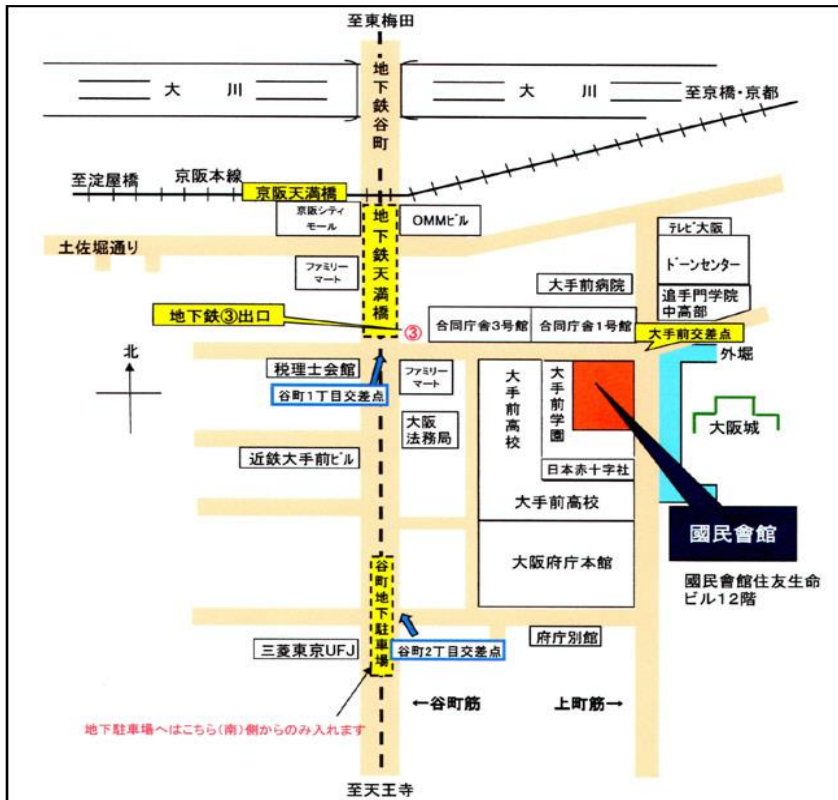 至東梅田
地下鉄谷町
大　川
大　川
至京橋・京都
至淀屋橋
京阪本線
京阪天満橋
京阪シティ
モール
地下鉄天満橋
OMMビル
土佐堀通り
テレビ大阪
ドーンセンター
ファミリー
マート
大手前病院
追手門学院
中高部
地下鉄③出口
③
合同庁舎3号館
合同庁舎1号館
大手前交差点
外堀
北
税理士会館
ファミリー
マート
谷町1丁目交差点
大手前高校
大手前学園
大阪
法務局
大阪城
近鉄大手前ビル
日本赤十字社
大手前高校
國民會館
大阪府庁本館
谷町地下駐車場
國民會館住友生命
ビル12階
三菱東京UFJ
谷町2丁目交差点
府庁別館
←谷町筋
上町筋→
地下駐車場へはこちら(南)側からのみ入れます
至天王寺